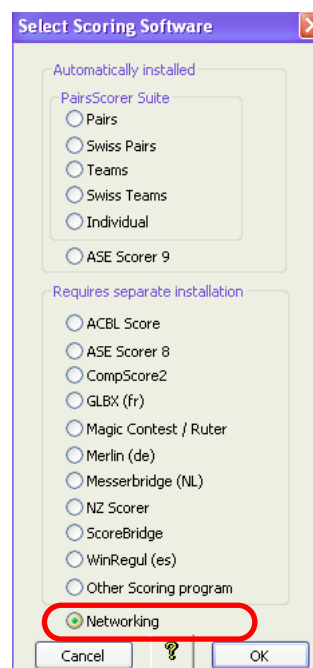 Select Scoring Software
Automatically installed
PairsScorer Suite
Pairs
Swiss Pairs
Teams
Swiss Teams
Individual
ASE Scorer 9
Requires separate installation
ACBL Score
ASE Scorer 8
CompScore2
GLBX (fr)
Magic Contest / Ruter
Merlin (de)
Messerbridge (NL)
NZ Scorer
ScoreBridge
WinRegul (es)
Other Scoring program
Networking
Cancel ? OK